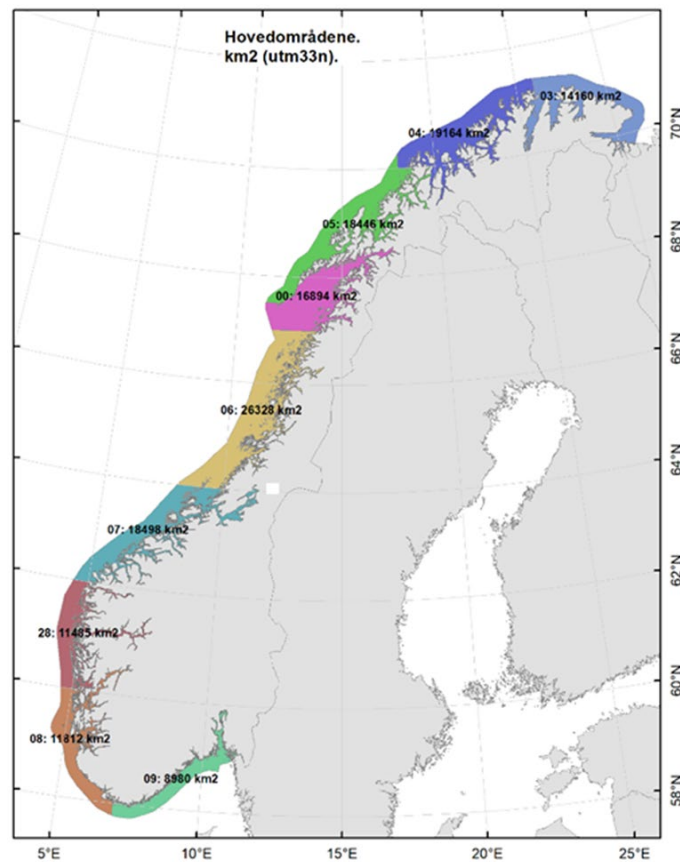 Hovedområdene.
km2 (utm33n).
03: 14160 km2
04: 19164 km2
05: 18446 km2
00: 16894 km2
06: 26328 km2
07: 18498 km2
28: 11485 km2
08: 11812 km2
09: 8980 km2
70°N
68°N
66°N
64°N
62°N
60°N
58°N
5°E 10°E 15°E 20°E 25°E